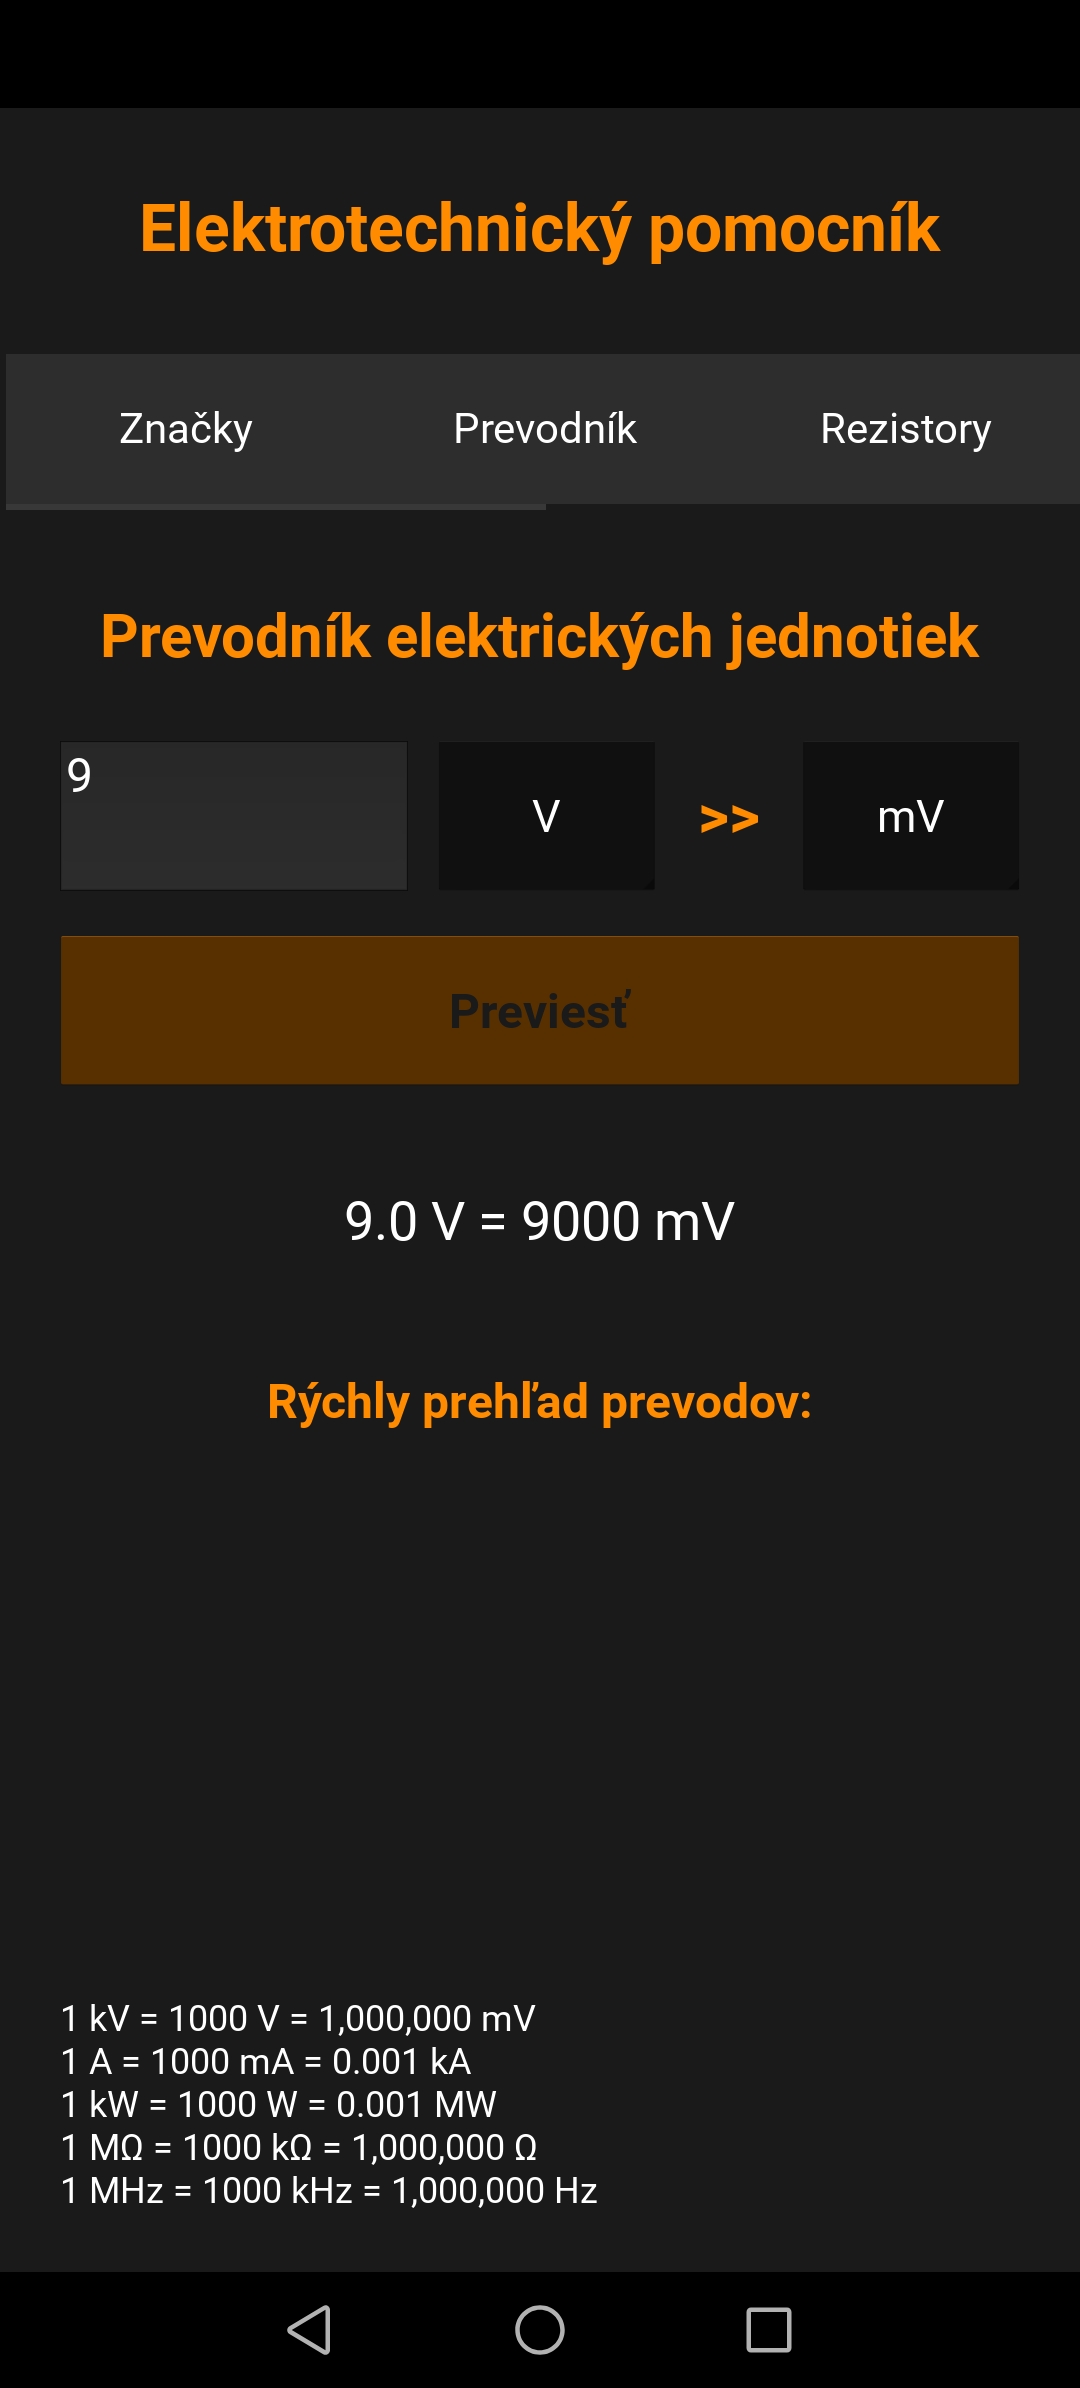 Elektrotechnický pomocník
Značky Prevodník Rezistory
Prevodník elektrických jednotiek
9 V >> mV
Previesť
9.0 V = 9000 mV
Rýchly prehľad prevodov:
1 kV = 1000 V = 1,000,000 mV
1 A = 1000 mA = 0.001 kA
1 kW = 1000 W = 0.001 MW
1 MΩ = 1000 kΩ = 1,000,000 Ω
1 MHz = 1000 kHz = 1,000,000 Hz